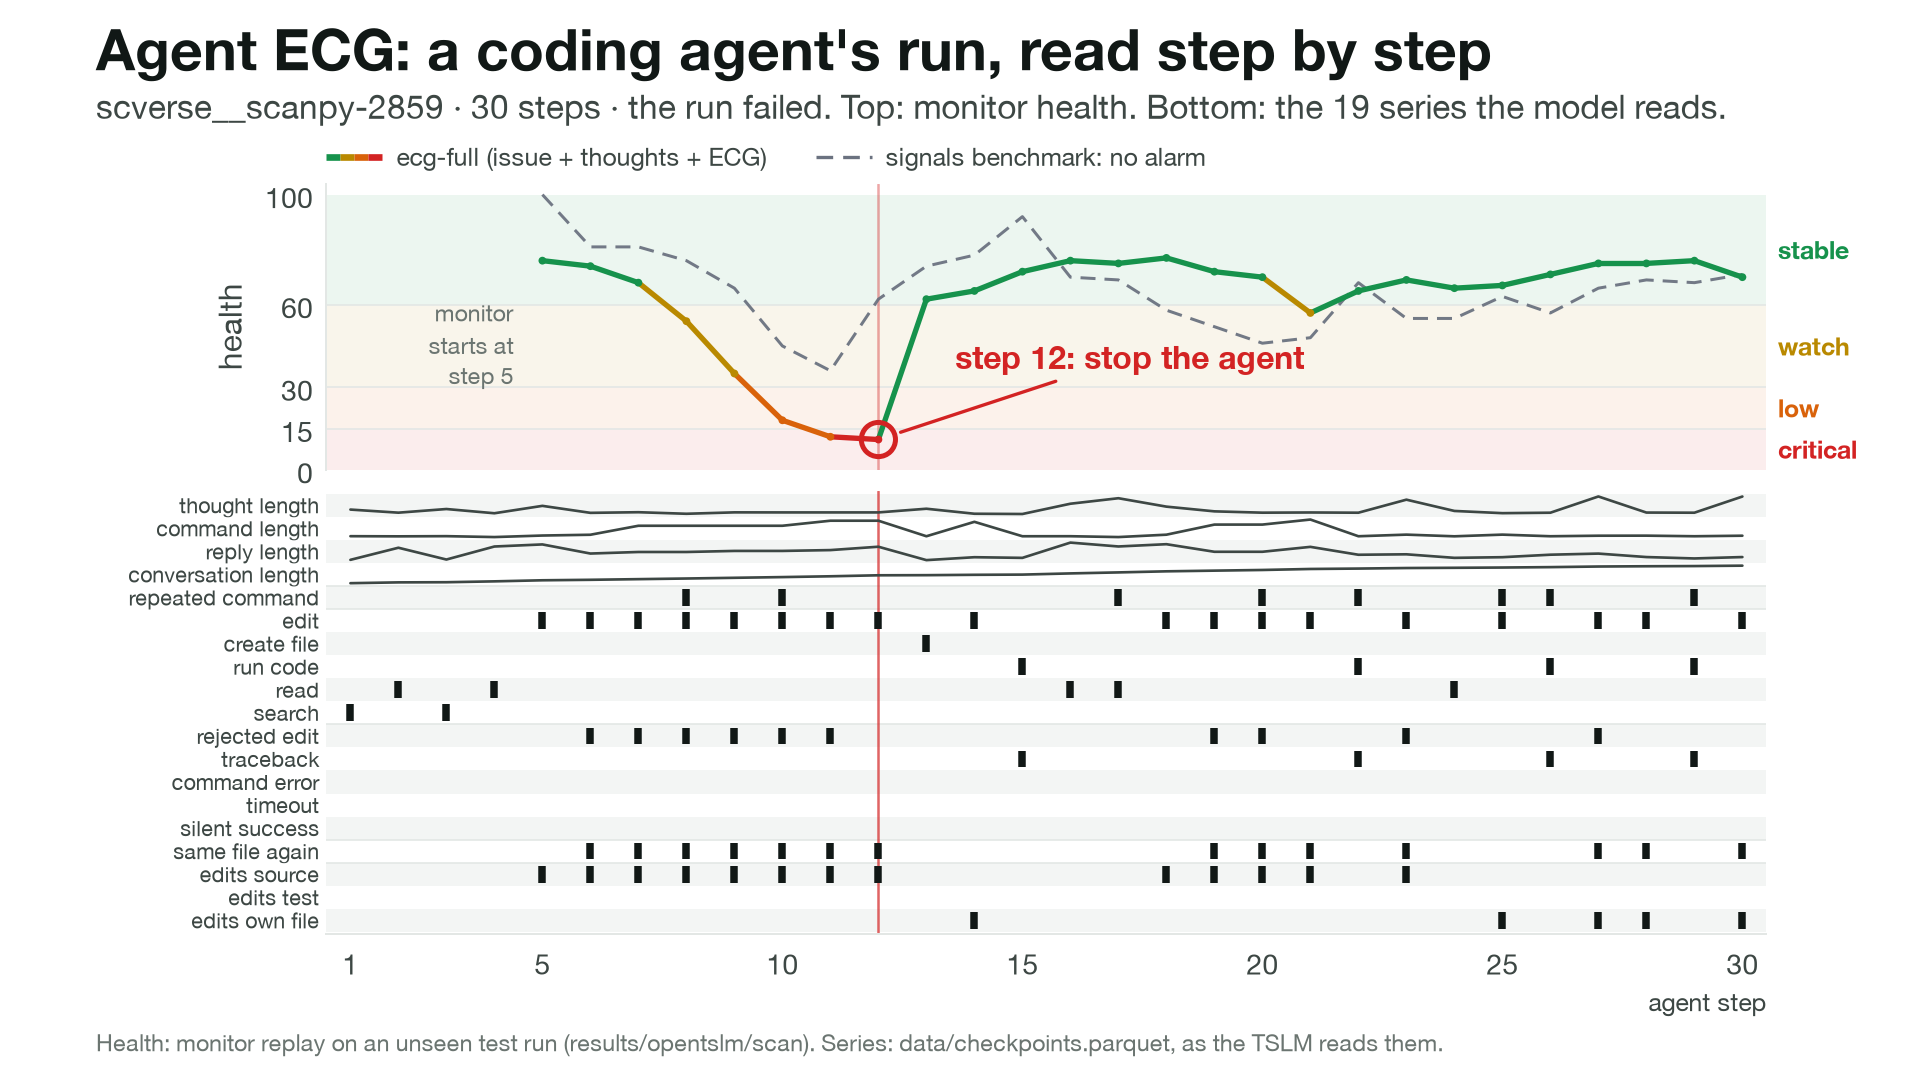 Agent ECG: a coding agent's run, read step by step
scverse__scanpy-2859 · 30 steps · the run failed. Top: monitor health. Bottom: the 19 series the model reads.
ecg-full (issue + thoughts + ECG)
signals benchmark: no alarm
100
60
30
15
0
health
monitor
starts at
step 5
step 12: stop the agent
stable
watch
low
critical
thought length
command length
reply length
conversation length
repeated command
edit
create file
run code
read
search
rejected edit
traceback
command error
timeout
silent success
same file again
edits source
edits test
edits own file
1 5 10 15 20 25 30
agent step
Health: monitor replay on an unseen test run (results/opentslm/scan). Series: data/checkpoints.parquet, as the TSLM reads them.